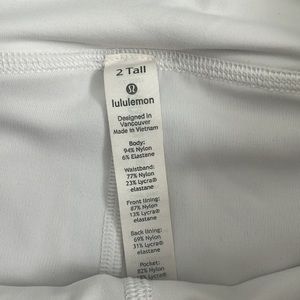 2 Tall
lululemon
Designed in
Vancouver
Made in Vietnam
Body:
94% Nylon
6% Elastane
Waistband:
77% Nylon
23% Lycra®
elastane
Front lining:
87% Nylon
13% Lycra®
elastane
Back lining:
69% Nylon
31% Lycra®
elastane
Pocket:
82% Nylon